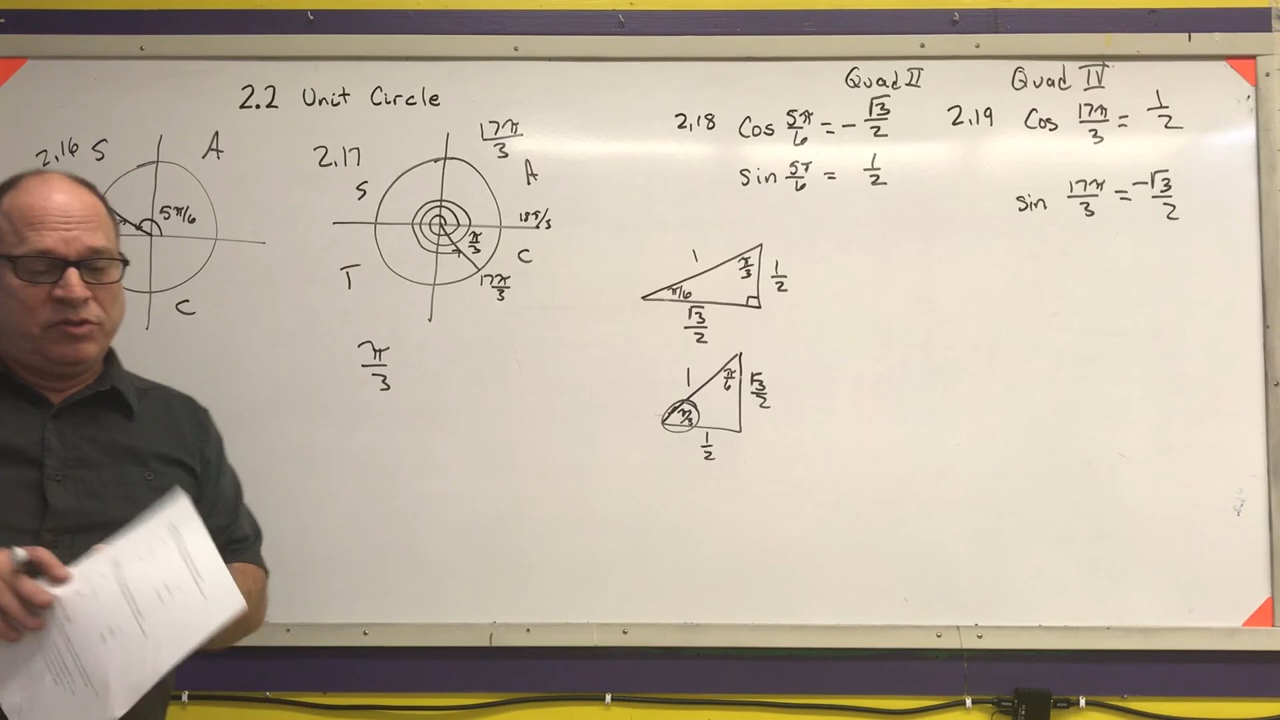 2.2 Unit Circle
2.16 S A
5π/6
C
2.17
17π/3
S A
18π/3
π/3
T C
17π/3
π/3
Quad II
2.18 Cos 5π/6 = -√3/2
sin 5π/6 = 1/2
Quad IV
2.19 Cos 17π/3 = 1/2
sin 17π/3 = -√3/2
1
π/3
1/2
π/6
√3/2
1
π/6
√3/2
π/3
1/2